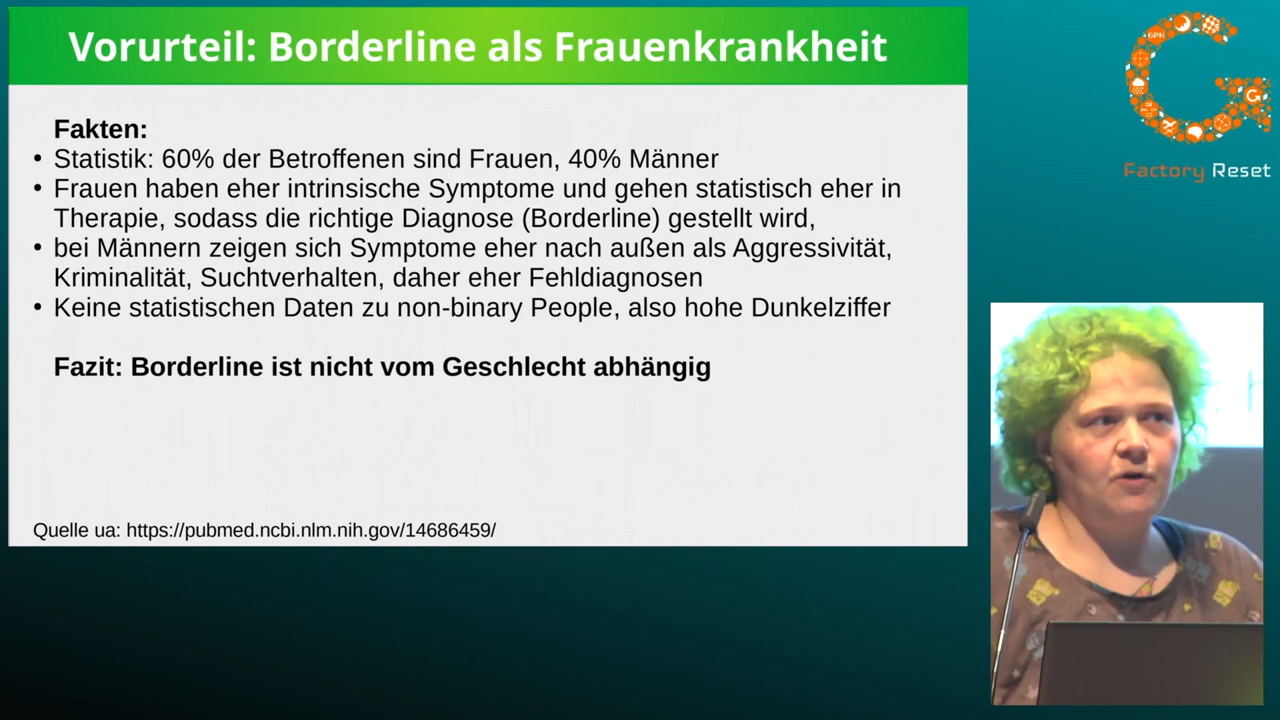 Vorurteil: Borderline als Frauenkrankheit
Fakten:
• Statistik: 60% der Betroffenen sind Frauen, 40% Männer
• Frauen haben eher intrinsische Symptome und gehen statistisch eher in
Therapie, sodass die richtige Diagnose (Borderline) gestellt wird,
• bei Männern zeigen sich Symptome eher nach außen als Aggressivität,
Kriminalität, Suchtverhalten, daher eher Fehldiagnosen
• Keine statistischen Daten zu non-binary People, also hohe Dunkelziffer
Fazit: Borderline ist nicht vom Geschlecht abhängig
Quelle ua: https://pubmed.ncbi.nlm.nih.gov/14686459/
GPN
G
Factory Reset